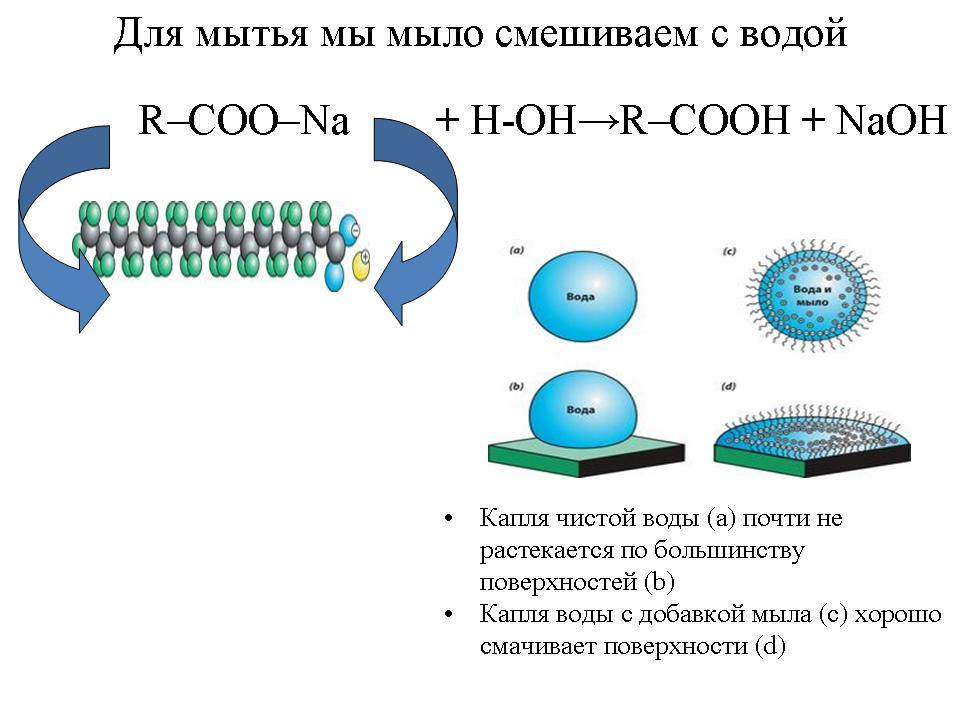 Для мытья мы мыло смешиваем с водой
R–COO–Na + H-OH→R–COOH + NaOH
−
+
(a)
Вода
(c)
Вода и
мыло
(b)
Вода
(d)
• Капля чистой воды (а) почти не
растекается по большинству
поверхностей (b)
• Капля воды с добавкой мыла (с) хорошо
смачивает поверхности (d)